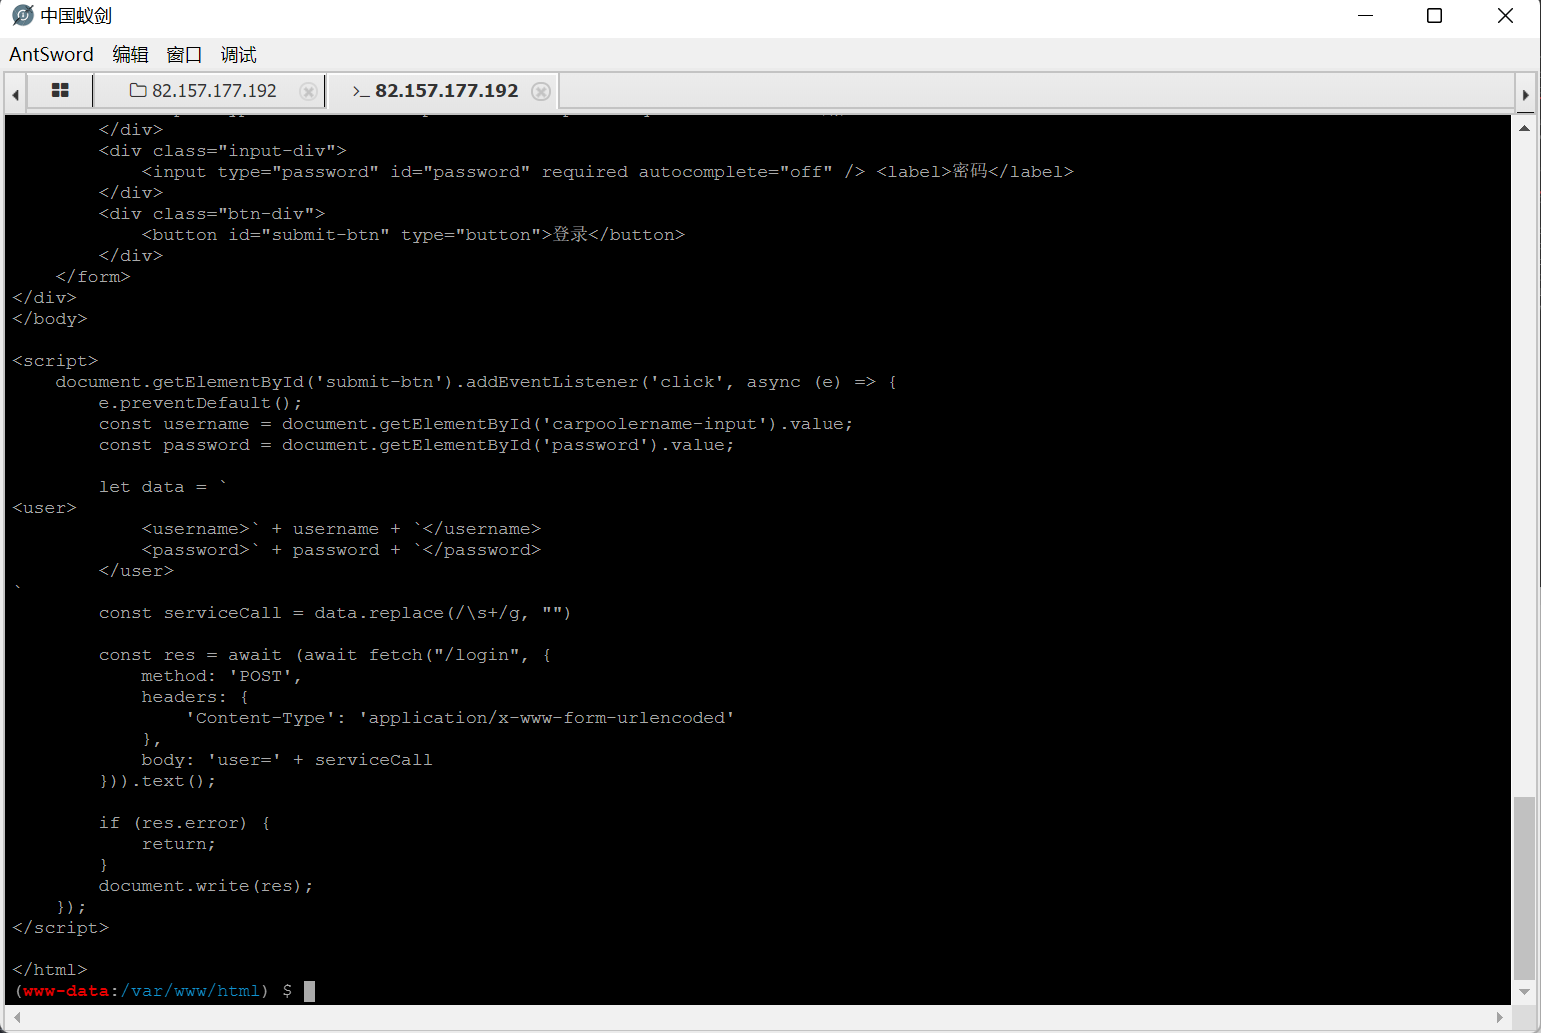 中国蚁剑
AntSword 编辑 窗口 调试
82.157.177.192 >_ 82.157.177.192
        </div>
        <div class="input-div">
            <input type="password" id="password" required autocomplete="off" /> <label>密码</label>
        </div>
        <div class="btn-div">
            <button id="submit-btn" type="button">登录</button>
        </div>
    </form>
</div>
</body>

<script>
    document.getElementById('submit-btn').addEventListener('click', async (e) => {
        e.preventDefault();
        const username = document.getElementById('carpoolername-input').value;
        const password = document.getElementById('password').value;

        let data = `
<user>
            <username>` + username + `</username>
            <password>` + password + `</password>
        </user>
`
        const serviceCall = data.replace(/\s+/g, "")

        const res = await (await fetch("/login", {
            method: 'POST',
            headers: {
                'Content-Type': 'application/x-www-form-urlencoded'
            },
            body: 'user=' + serviceCall
        })).text();

        if (res.error) {
            return;
        }
        document.write(res);
    });
</script>

</html>
(www-data:/var/www/html) $